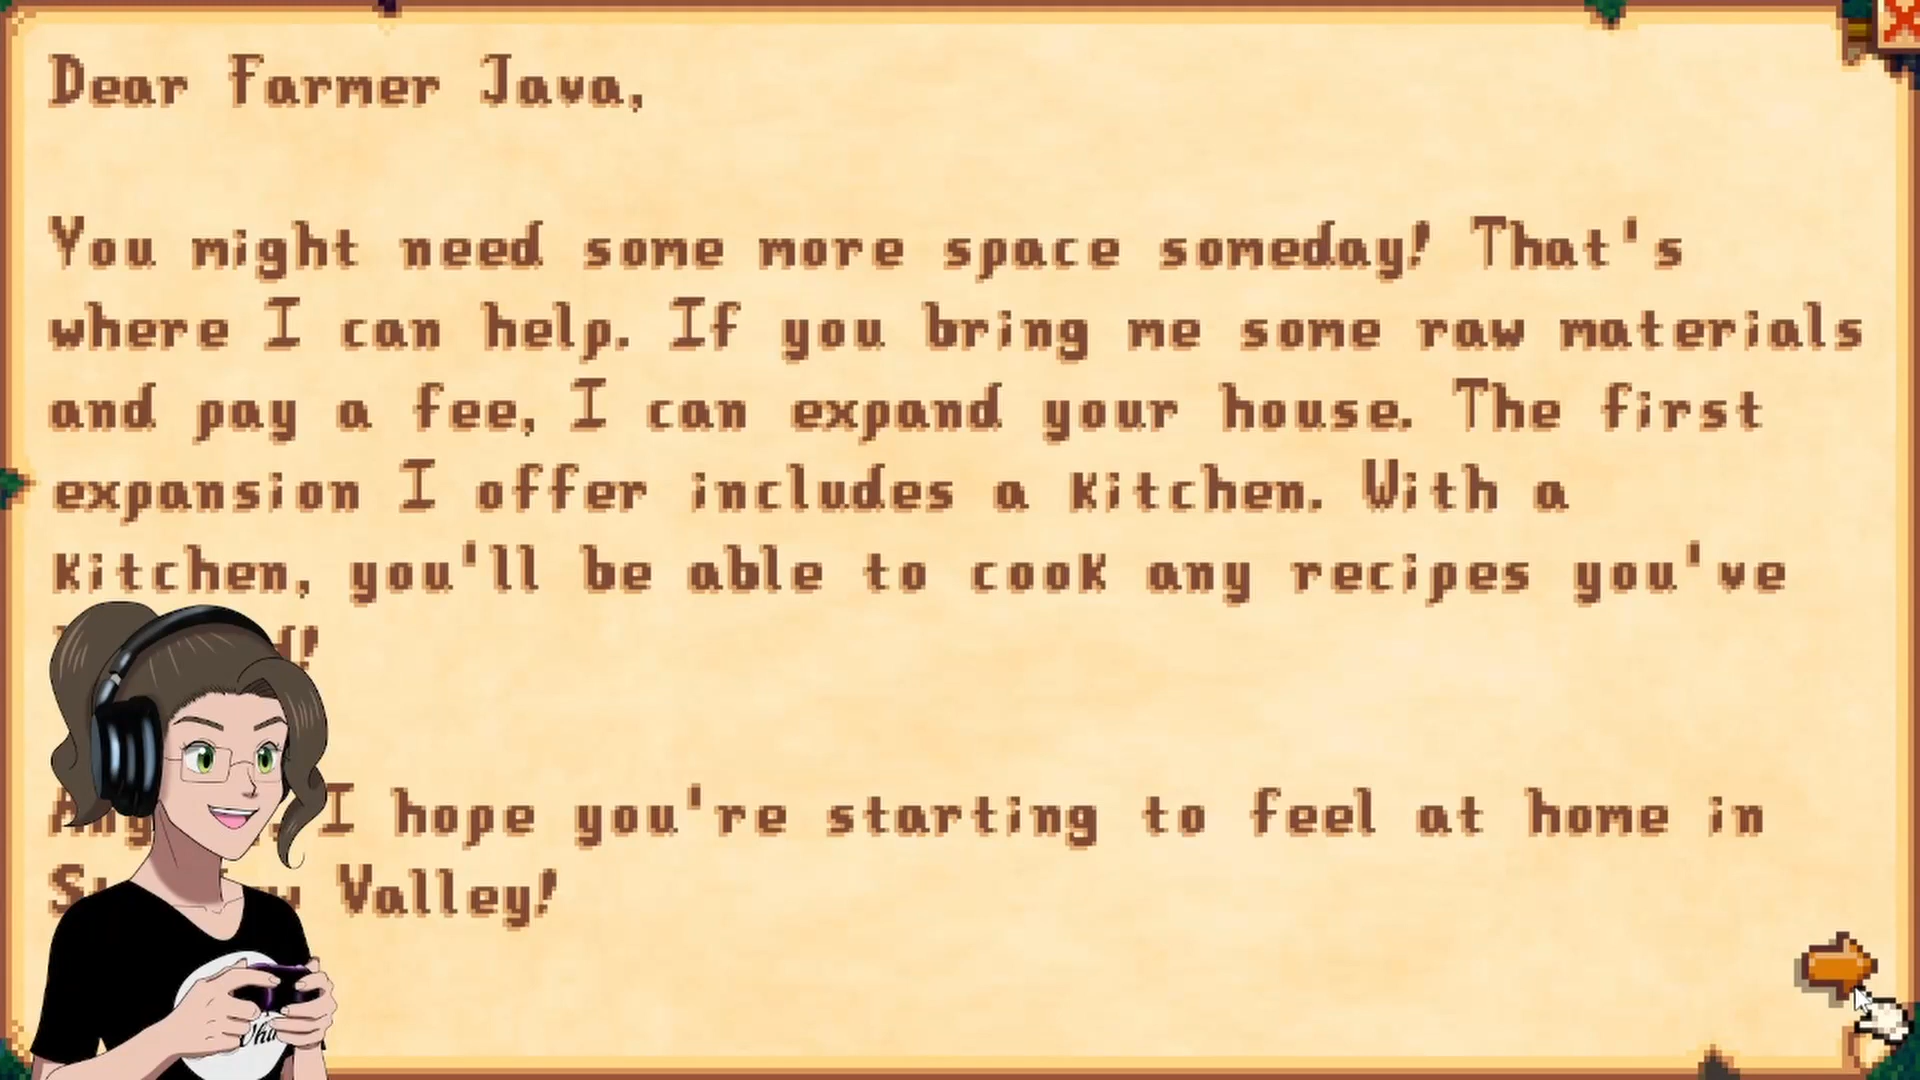 Dear Farmer Java,
You might need some more space someday! That's
where I can help. If you bring me some raw materials
and pay a fee, I can expand your house. The first
expansion I offer includes a kitchen. With a
kitchen, you'll be able to cook any recipes you've
I hope you're starting to feel at home in
Valley!